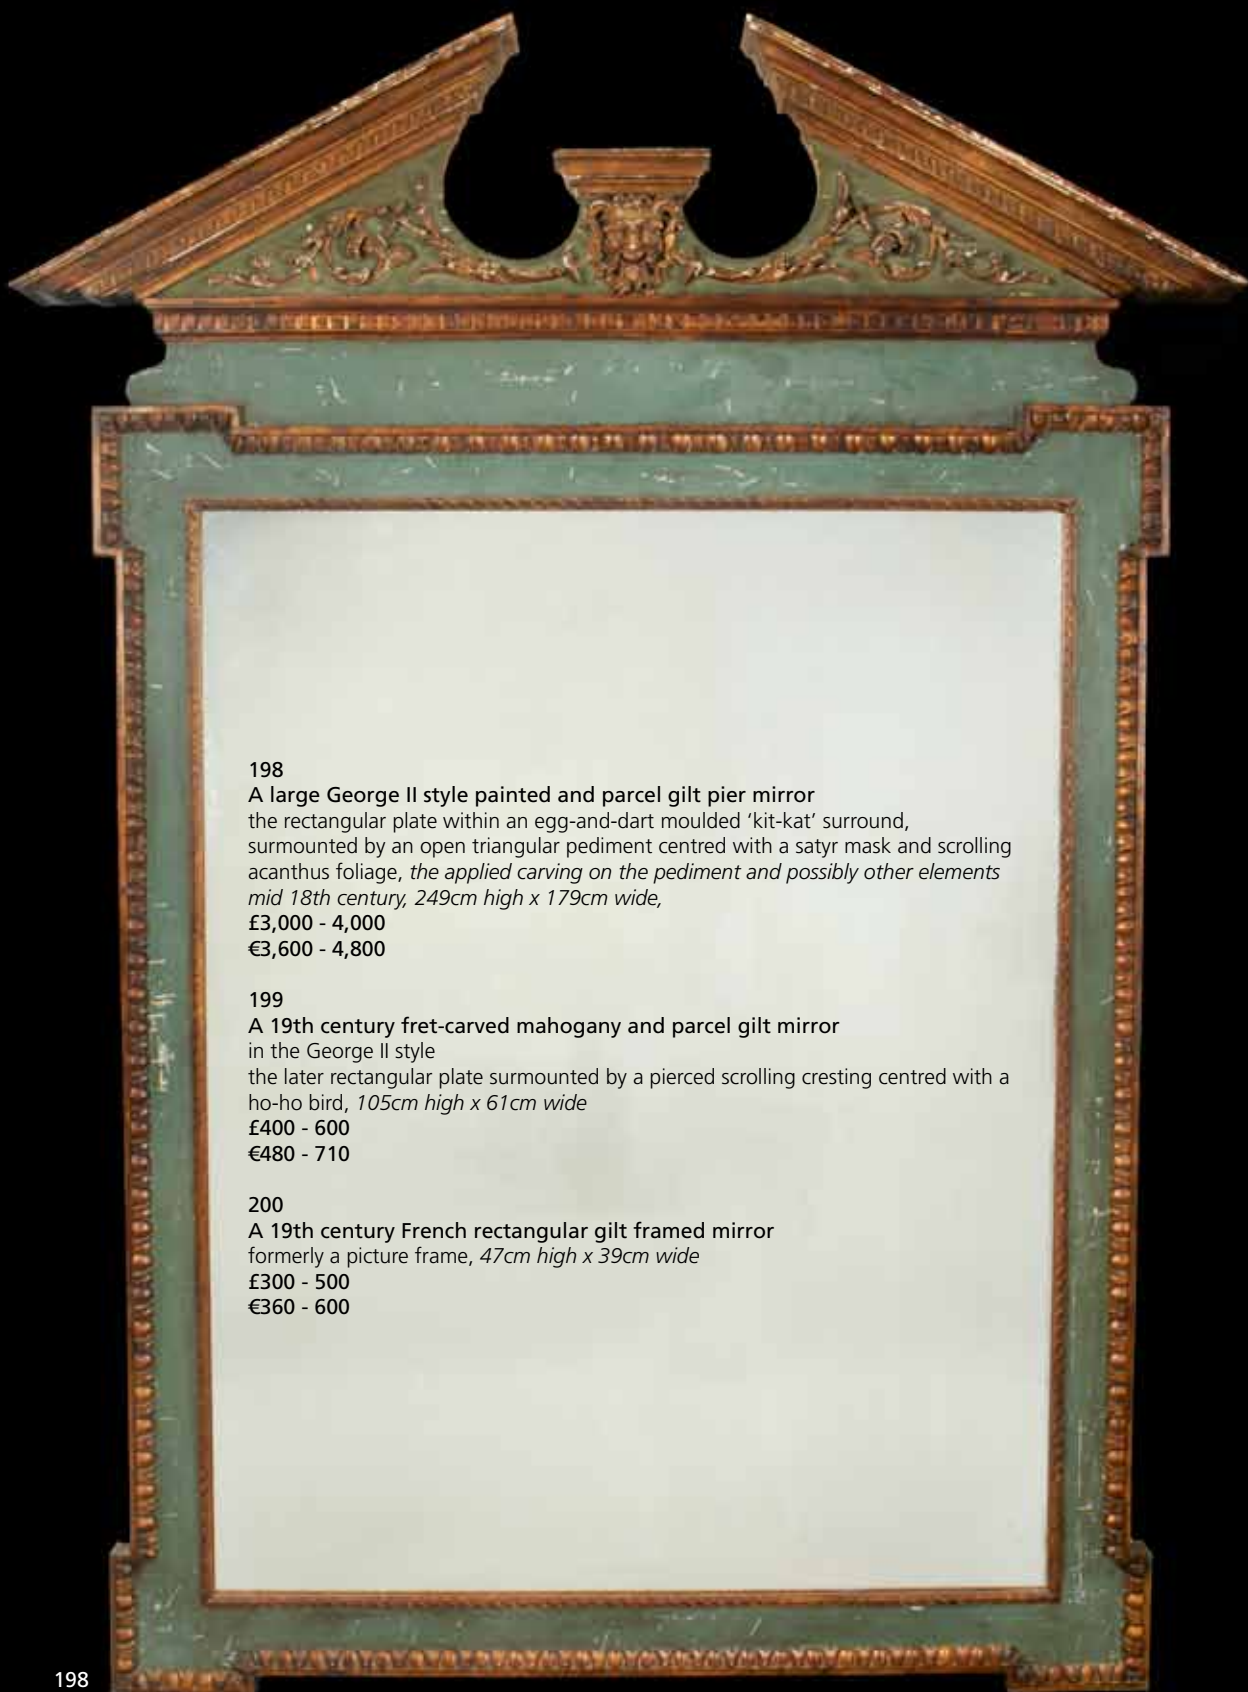 198
A large George II style painted and parcel gilt pier mirror
the rectangular plate within an egg-and-dart moulded ‘kit-kat’ surround,
surmounted by an open triangular pediment centred with a satyr mask and scrolling
acanthus foliage, the applied carving on the pediment and possibly other elements
mid 18th century, 249cm high x 179cm wide,
£3,000 - 4,000
€3,600 - 4,800
199
A 19th century fret-carved mahogany and parcel gilt mirror
in the George II style
the later rectangular plate surmounted by a pierced scrolling cresting centred with a
ho-ho bird, 105cm high x 61cm wide
£400 - 600
€480 - 710
200
A 19th century French rectangular gilt framed mirror
formerly a picture frame, 47cm high x 39cm wide
£300 - 500
€360 - 600
198